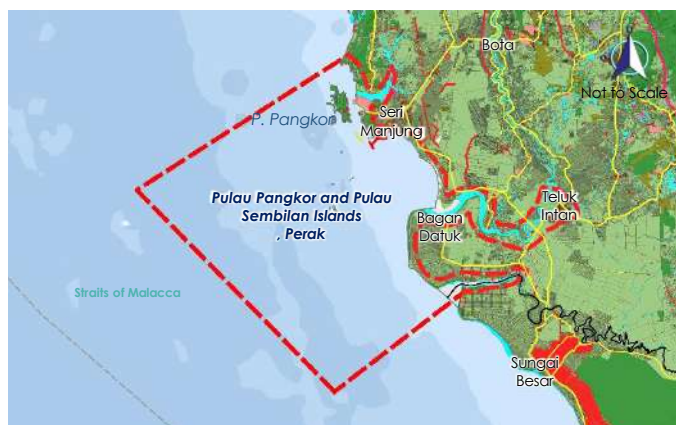 Bota
Not to Scale
P. Pangkor
Seri
Manjung
Pulau Pangkor and Pulau
Sembilan Islands
, Perak
Teluk
Intan
Bagan
Datuk
Straits of Malacca
Sungai
Besar